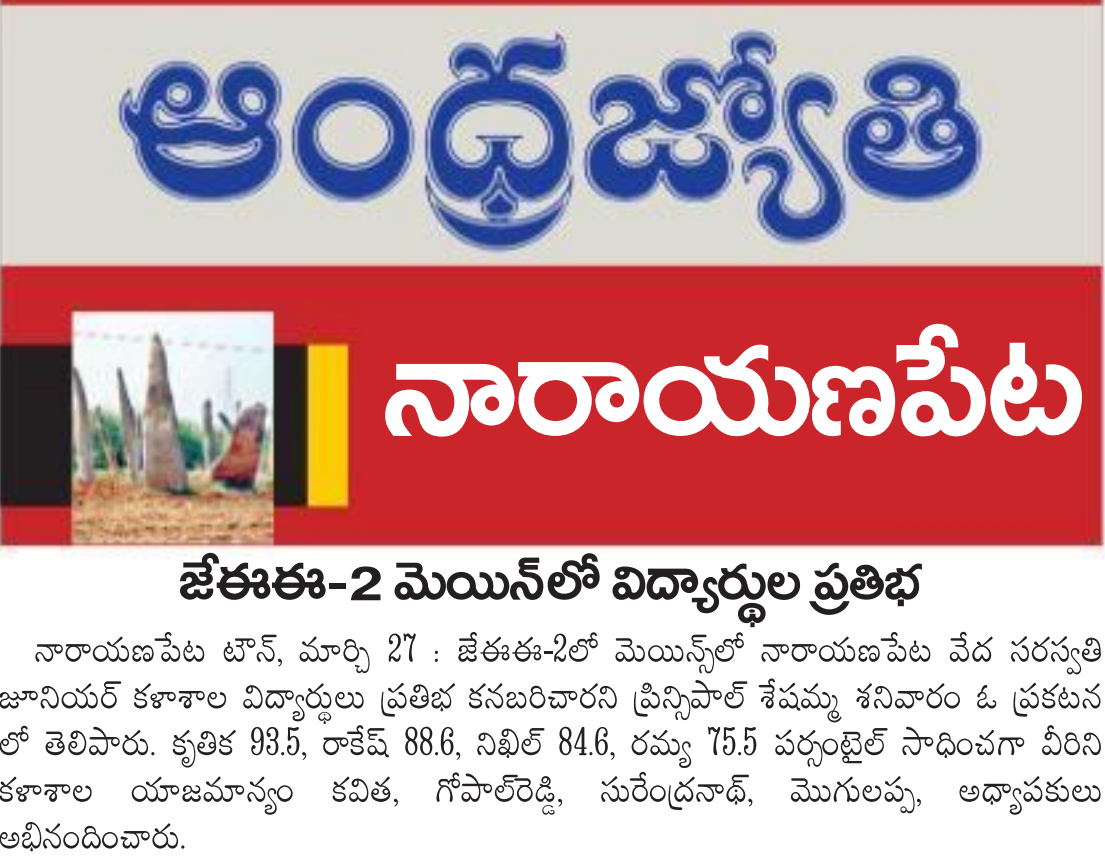 ఆంధ్రజ్యోతి
నారాయణపేట
జేఈఈ-2 మెయిన్‌లో విద్యార్థుల ప్రతిభ
నారాయణపేట టౌన్, మార్చి 27 : జేఈఈ-2లో మెయిన్స్‌లో నారాయణపేట వేద సరస్వతి
జూనియర్ కళాశాల విద్యార్థులు ప్రతిభ కనబరిచారని ప్రిన్సిపాల్ శేషమ్మ శనివారం ఓ ప్రకటన
లో తెలిపారు. కృతిక 93.5, రాకేష్ 88.6, నిఖిల్ 84.6, రమ్య 75.5 పర్సంటైల్ సాధించగా వీరిని
కళాశాల యాజమాన్యం కవిత, గోపాల్‌రెడ్డి, సురేంద్రనాథ్, మొగులప్ప, అధ్యాపకులు
అభినందించారు.